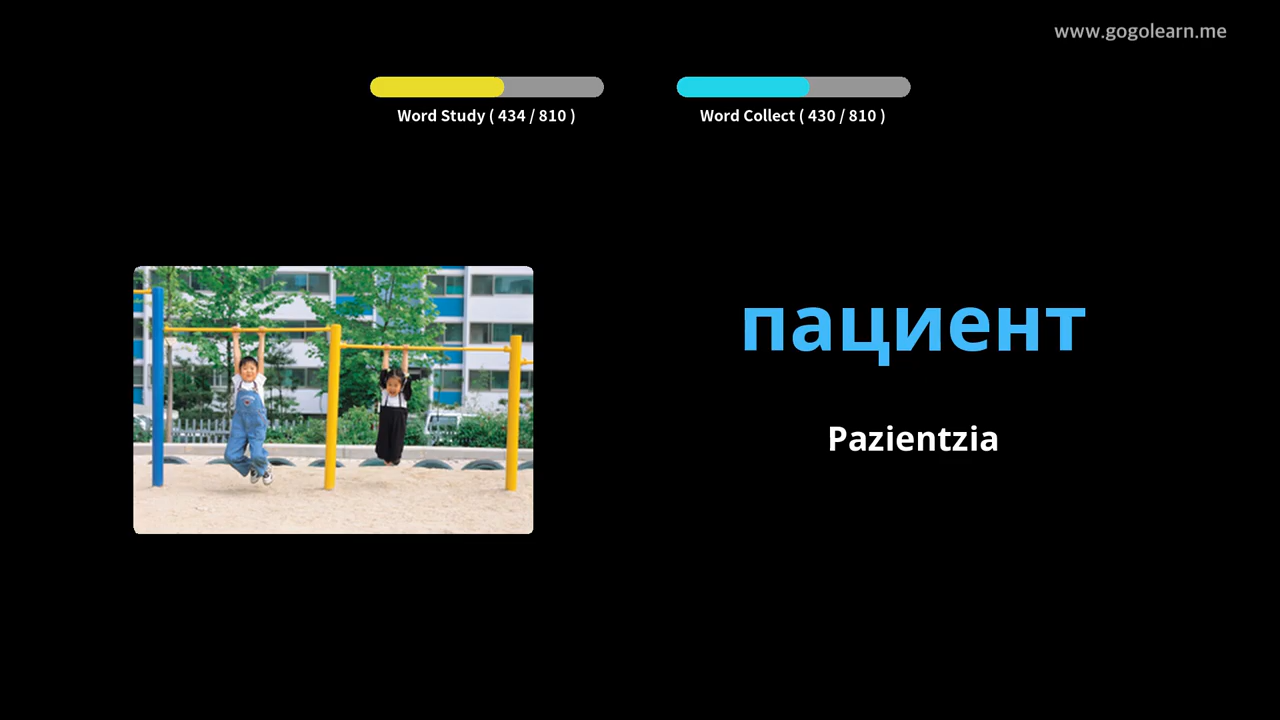 www.gogolearn.me
Word Study ( 434 / 810 )
Word Collect ( 430 / 810 )
пациент
Pazientzia